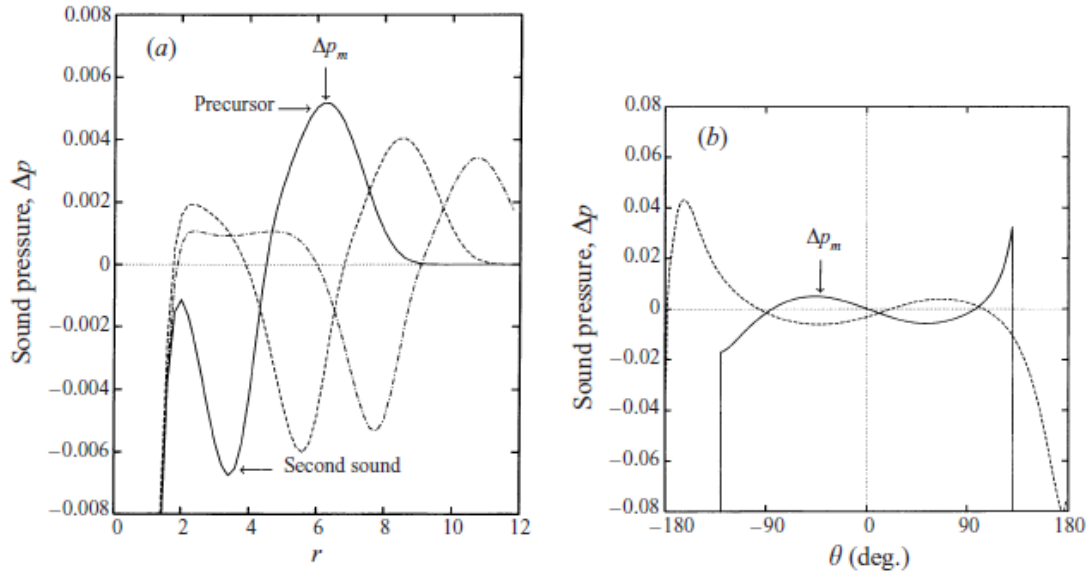 (a)
0.008
0.006
0.004
0.002
0
−0.002
−0.004
−0.006
−0.008
Sound pressure, Δp
Δpm
Precursor
Second sound
0 2 4 6 8 10 12
r
(b)
0.08
0.06
0.04
0.02
0
−0.02
−0.04
−0.06
−0.08
Sound pressure, Δp
Δpm
−180 −90 0 90 180
θ (deg.)